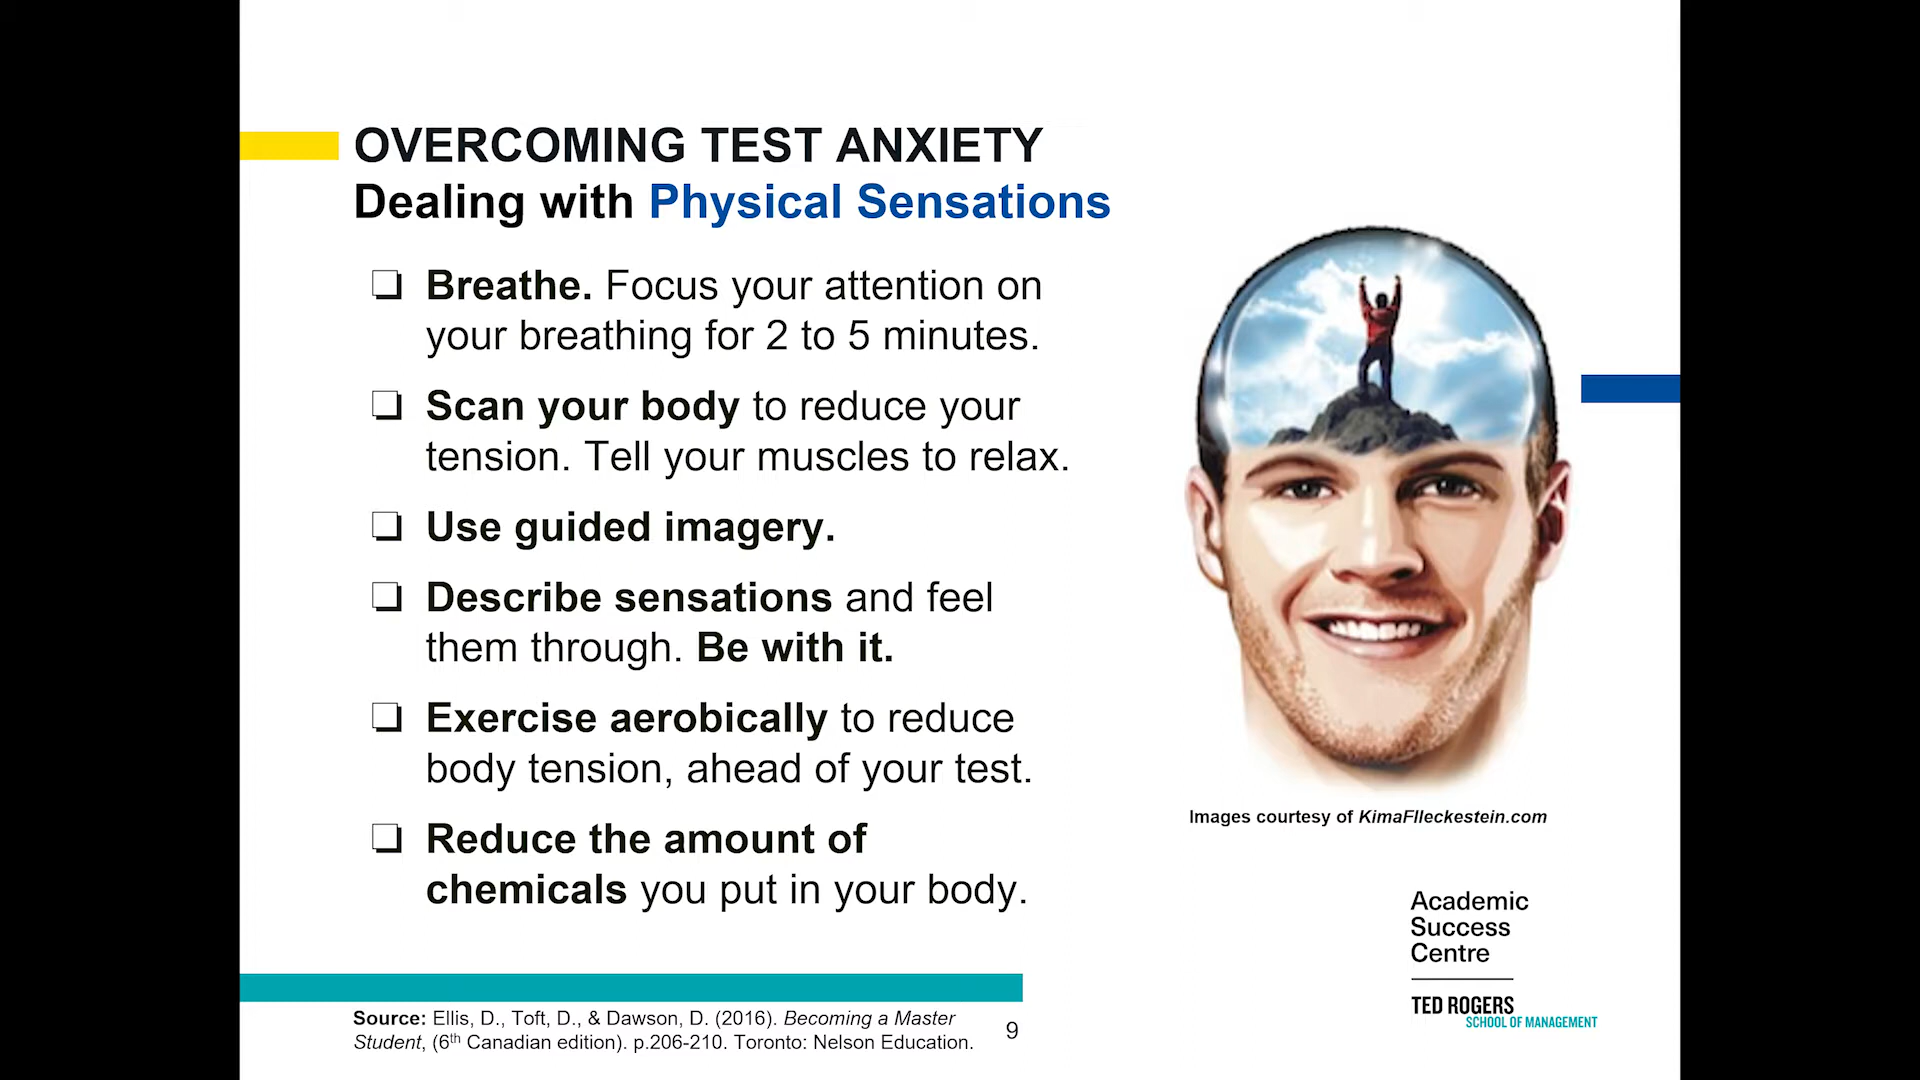 OVERCOMING TEST ANXIETY
Dealing with Physical Sensations
❏ Breathe. Focus your attention on
your breathing for 2 to 5 minutes.
❏ Scan your body to reduce your
tension. Tell your muscles to relax.
❏ Use guided imagery.
❏ Describe sensations and feel
them through. Be with it.
❏ Exercise aerobically to reduce
body tension, ahead of your test.
❏ Reduce the amount of
chemicals you put in your body.
Images courtesy of KimaFlleckestein.com
Academic
Success
Centre
TED ROGERS
SCHOOL OF MANAGEMENT
Source: Ellis, D., Toft, D., & Dawson, D. (2016). Becoming a Master
Student, (6th Canadian edition). p.206-210. Toronto: Nelson Education.
9